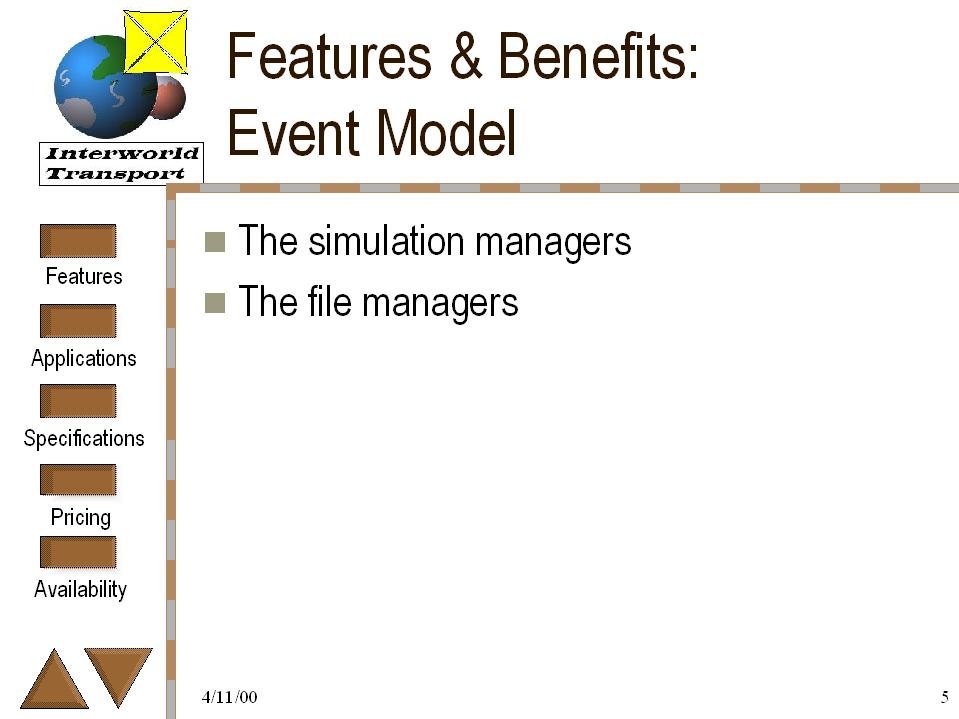 Features & Benefits:
Event Model
Interworld
Transport
The simulation managers
The file managers
Features
Applications
Specifications
Pricing
Availability
4/11/00
5